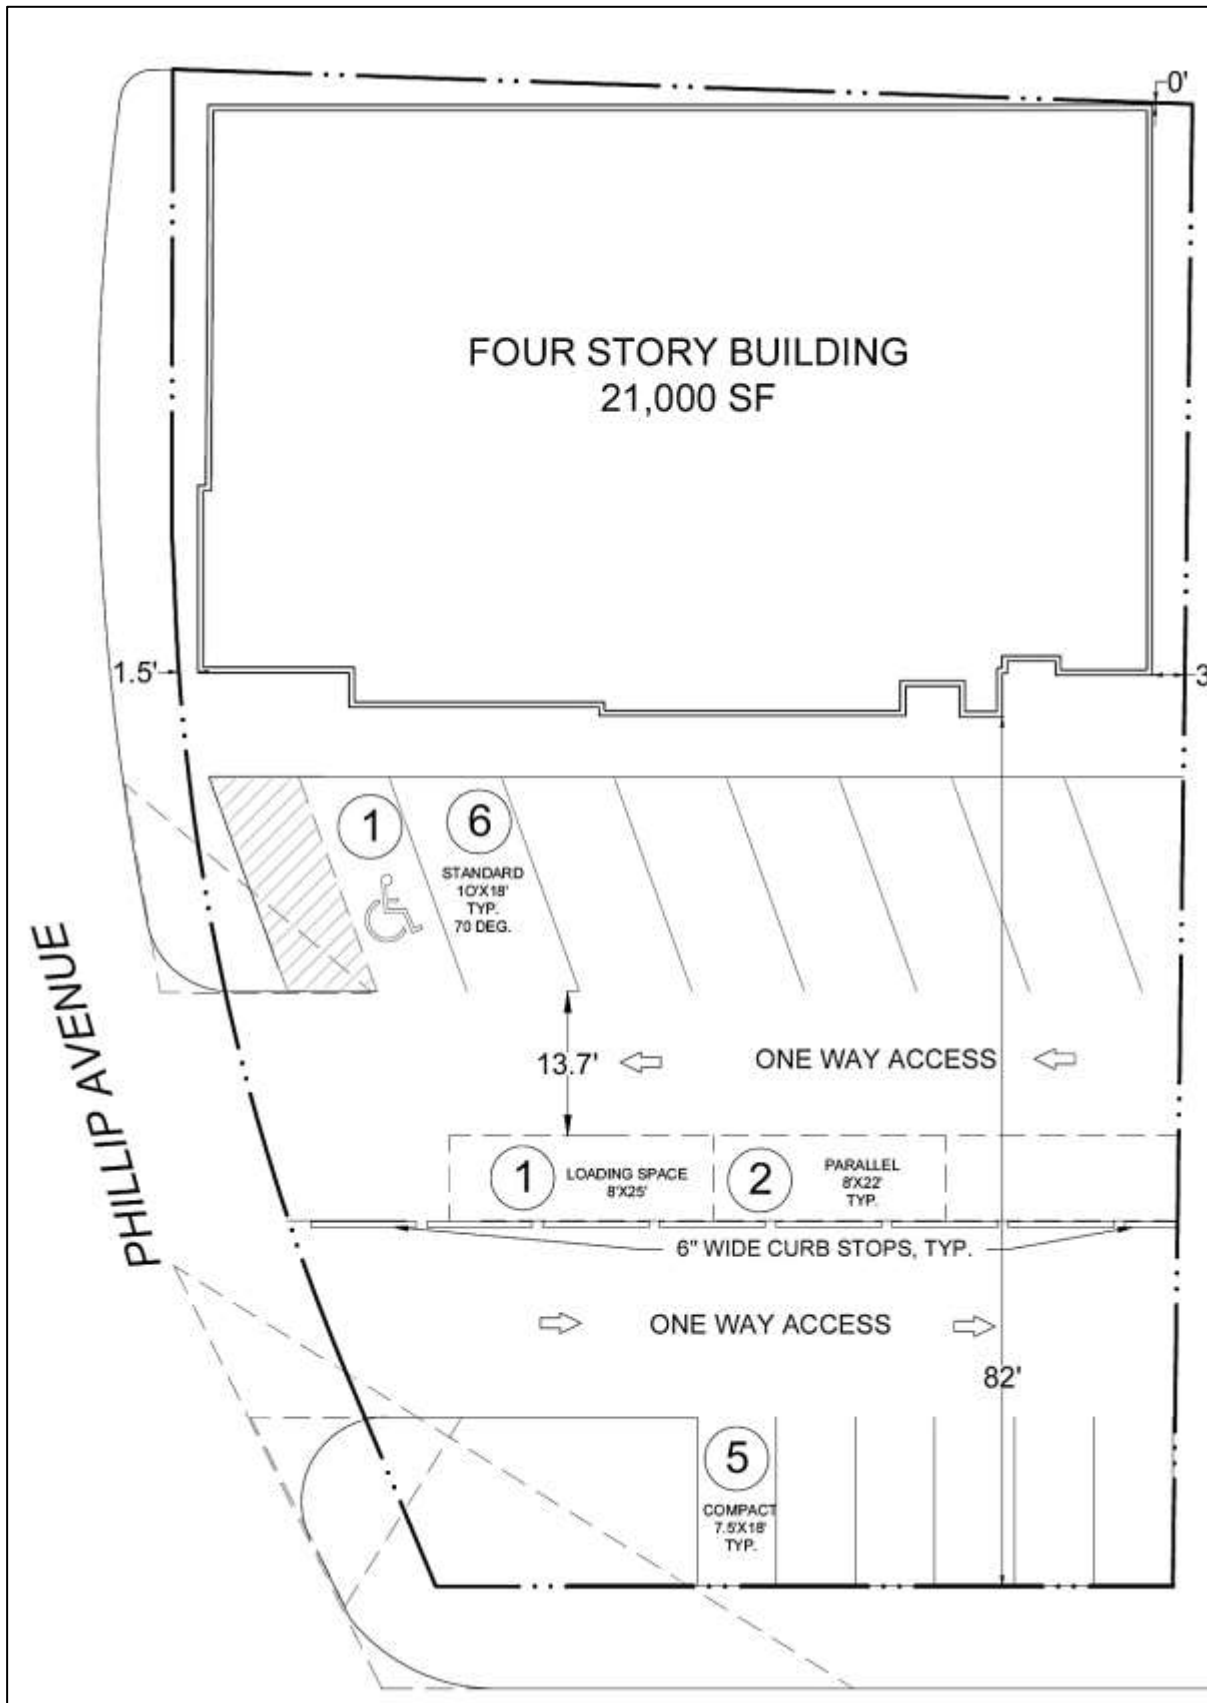 0'
FOUR STORY BUILDING
21,000 SF
1.5'
3
1
6
STANDARD
10'X18'
TYP.
70 DEG.
PHILLIP AVENUE
13.7'
ONE WAY ACCESS
1
LOADING SPACE
8'X25'
2
PARALLEL
8'X22'
TYP.
6" WIDE CURB STOPS, TYP.
ONE WAY ACCESS
82'
5
COMPACT
7.5'X18'
TYP.